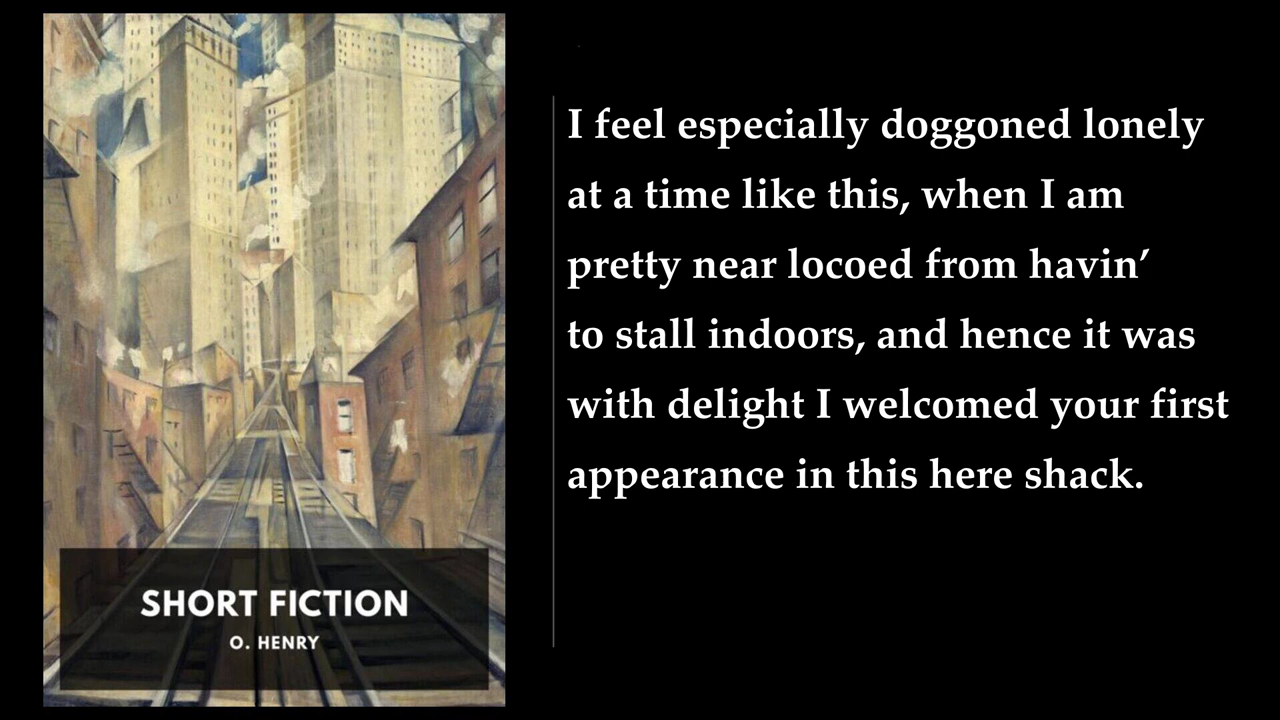 SHORT FICTION
O. HENRY
I feel especially doggoned lonely
at a time like this, when I am
pretty near locoed from havin’
to stall indoors, and hence it was
with delight I welcomed your first
appearance in this here shack.